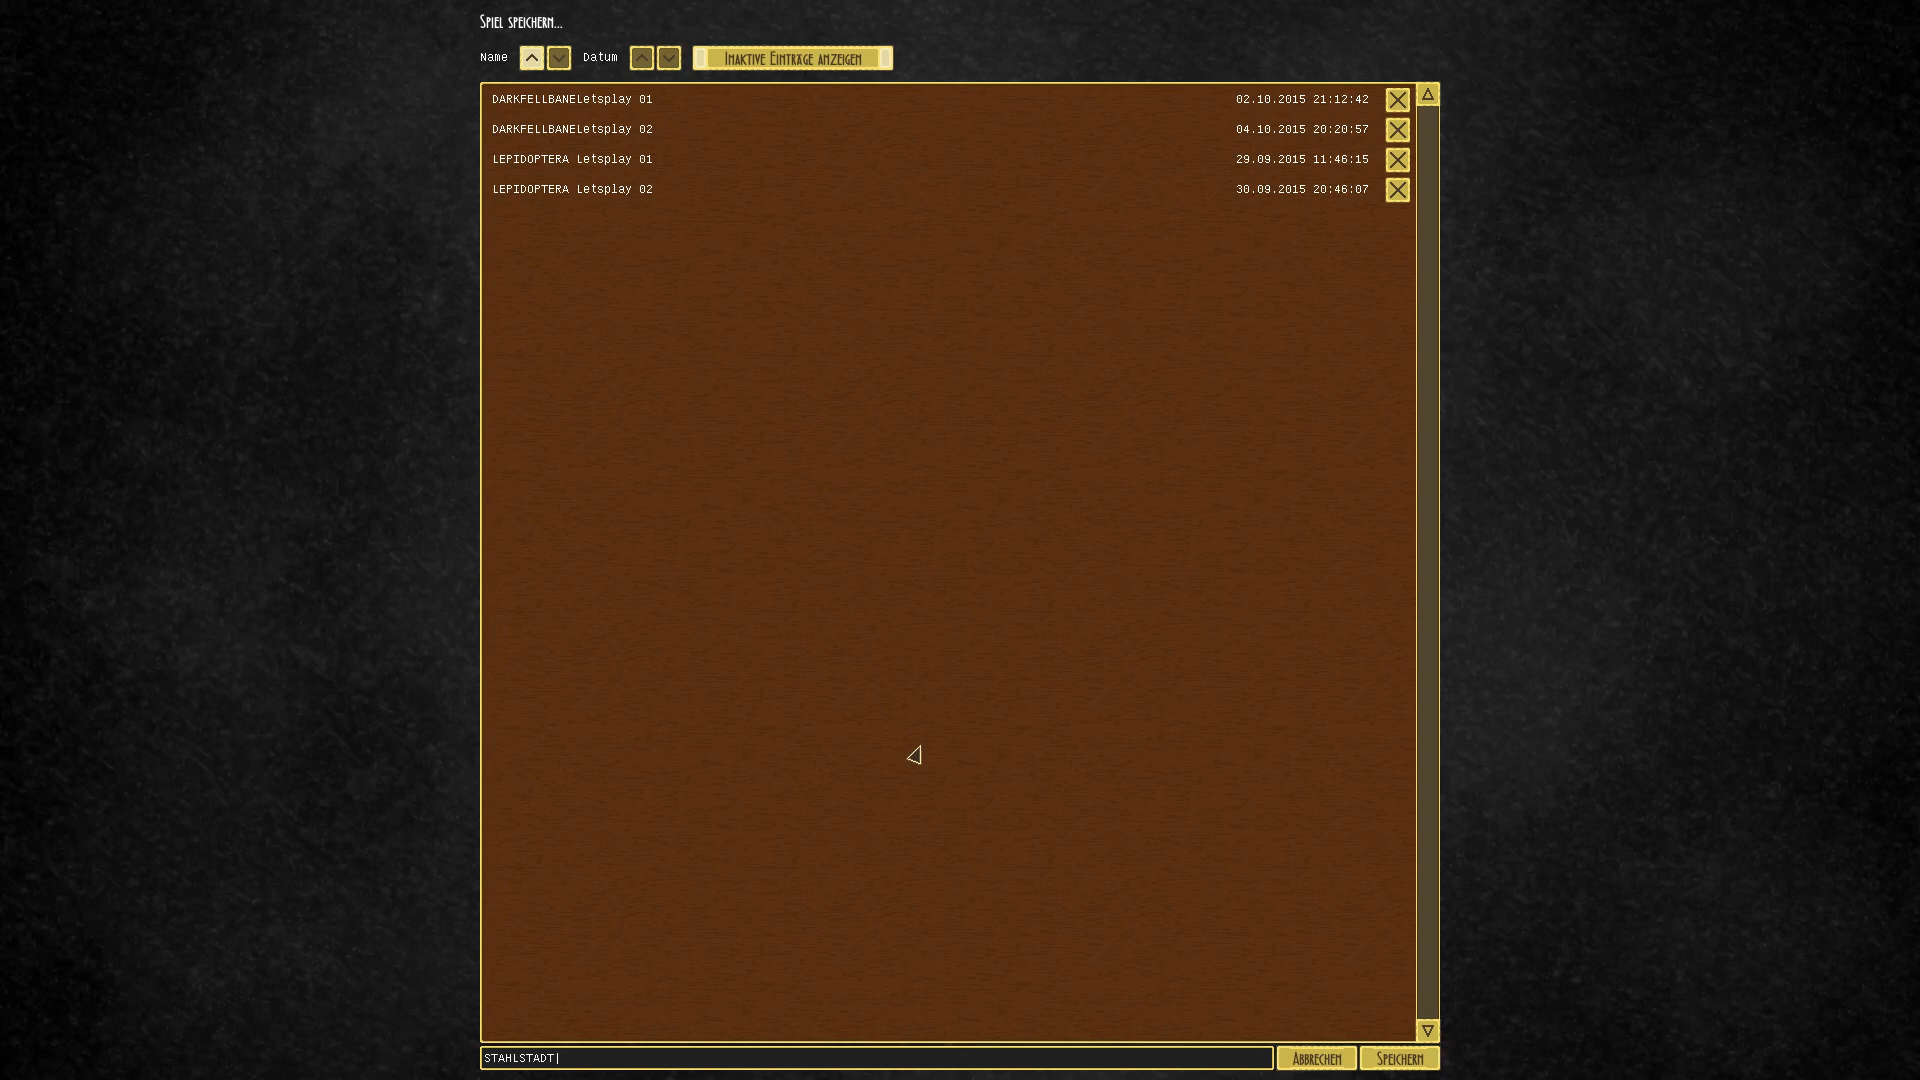 Spiel speichern...
Name Datum Inaktive Einträge anzeigen
DARKFELLBANELetsplay 01 02.10.2015 21:12:42
DARKFELLBANELetsplay 02 04.10.2015 20:20:57
LEPIDOPTERA Letsplay 01 29.09.2015 11:46:15
LEPIDOPTERA Letsplay 02 30.09.2015 20:46:07
STAHLSTADT Abbrechen Speichern